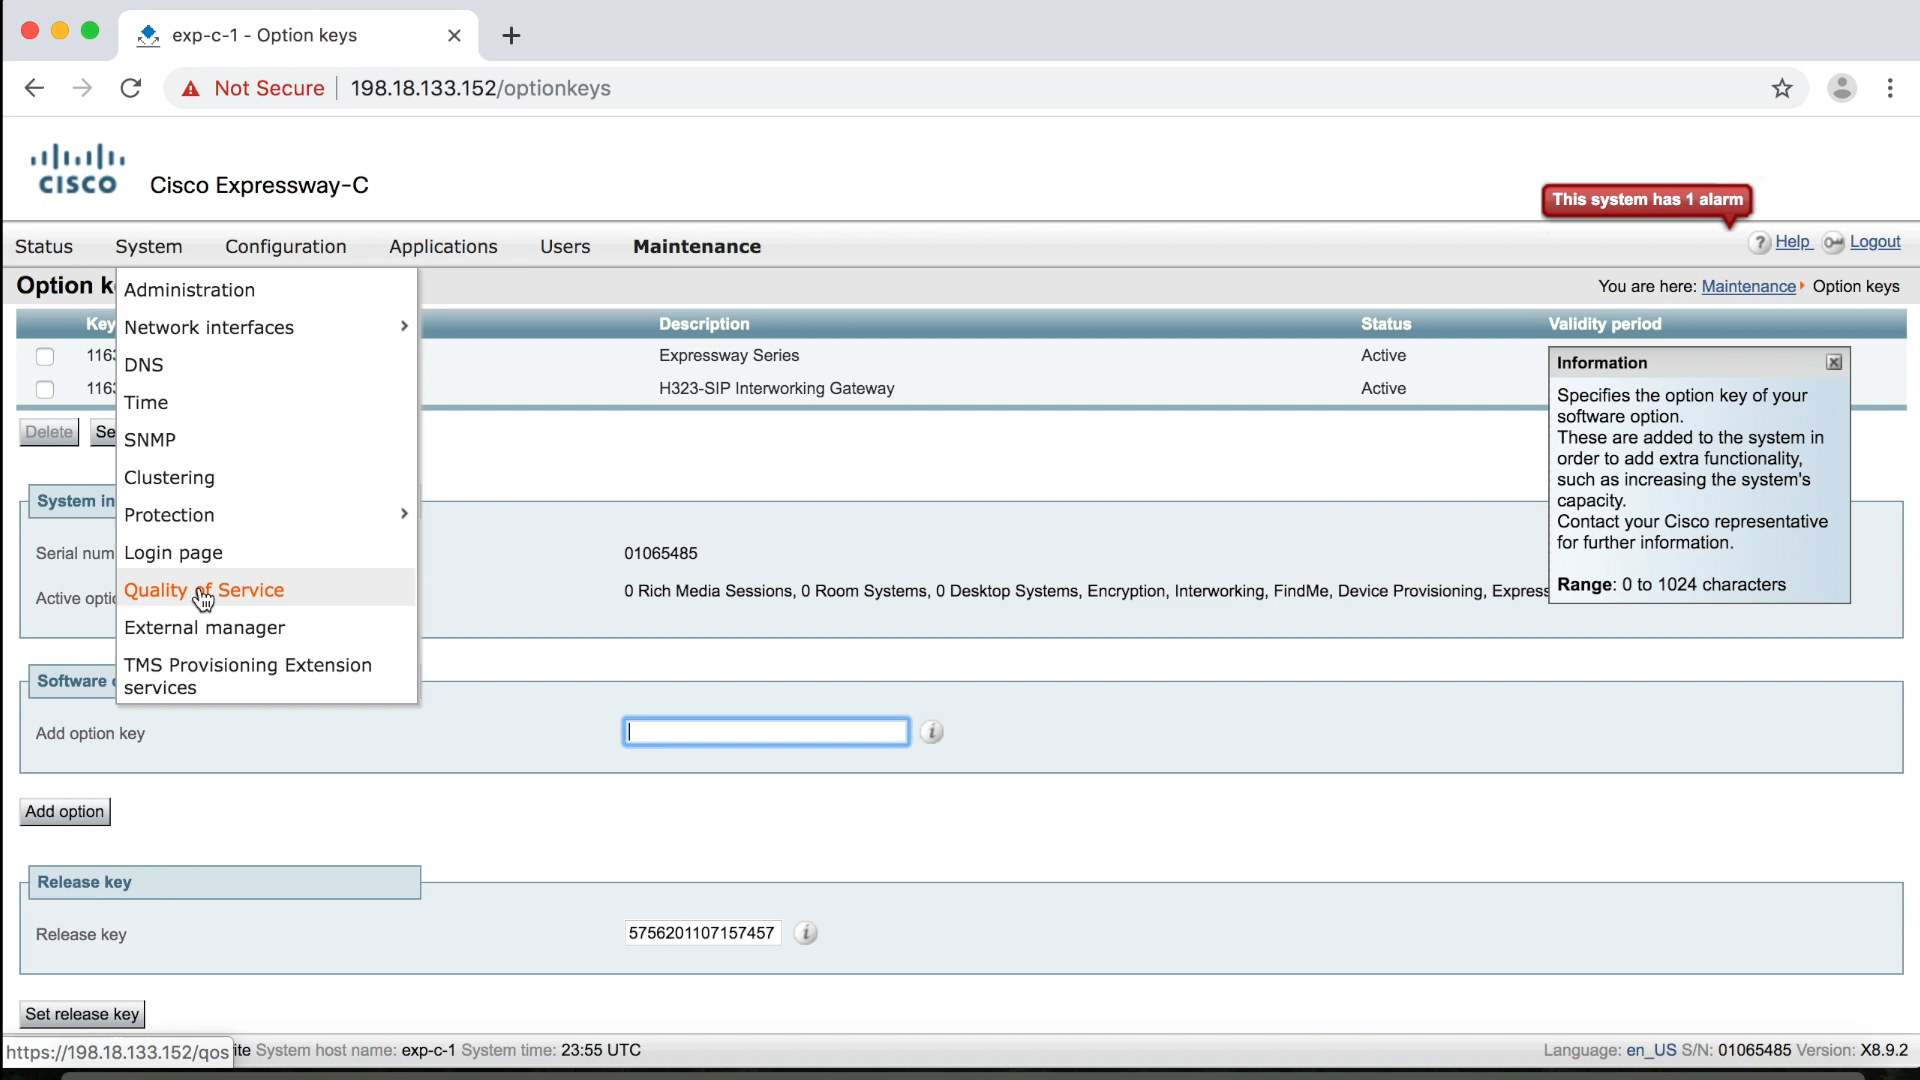 exp-c-1 - Option keys
Not Secure 198.18.133.152/optionkeys
CISCO Cisco Expressway-C
This system has 1 alarm
Status System Configuration Applications Users Maintenance
? Help Logout
Option k
You are here: Maintenance Option keys
Key Description Status Validity period
1163 Expressway Series Active
1163 H323-SIP Interworking Gateway Active
Delete Se
Administration
Network interfaces
DNS
Time
SNMP
Clustering
Protection
Login page
Quality of Service
External manager
TMS Provisioning Extension
services
Information
Specifies the option key of your
software option.
These are added to the system in
order to add extra functionality,
such as increasing the system's
capacity.
Contact your Cisco representative
for further information.
Range: 0 to 1024 characters
System in
Serial num 01065485
Active optio 0 Rich Media Sessions, 0 Room Systems, 0 Desktop Systems, Encryption, Interworking, FindMe, Device Provisioning, Express
Software
Add option key i
Add option
Release key
Release key 5756201107157457 i
Set release key
https://198.18.133.152/qos ite System host name: exp-c-1 System time: 23:55 UTC
Language: en_US S/N: 01065485 Version: X8.9.2